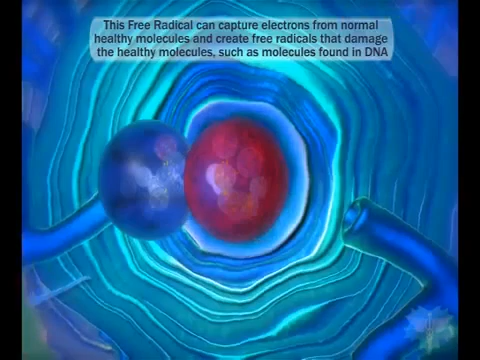 This Free Radical can capture electrons from normal
healthy molecules and create free radicals that damage
the healthy molecules, such as molecules found in DNA